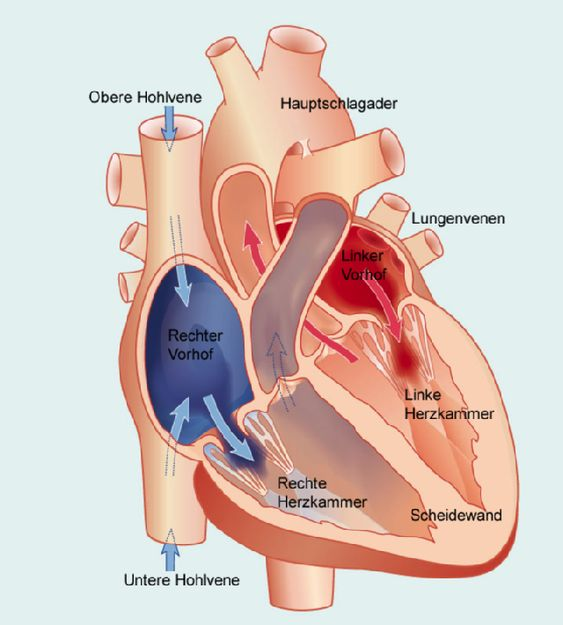 Obere Hohlvene
Hauptschlagader
Lungenvenen
Linker
Vorhof
Rechter
Vorhof
Linke
Herzkammer
Rechte
Herzkammer
Scheidewand
Untere Hohlvene